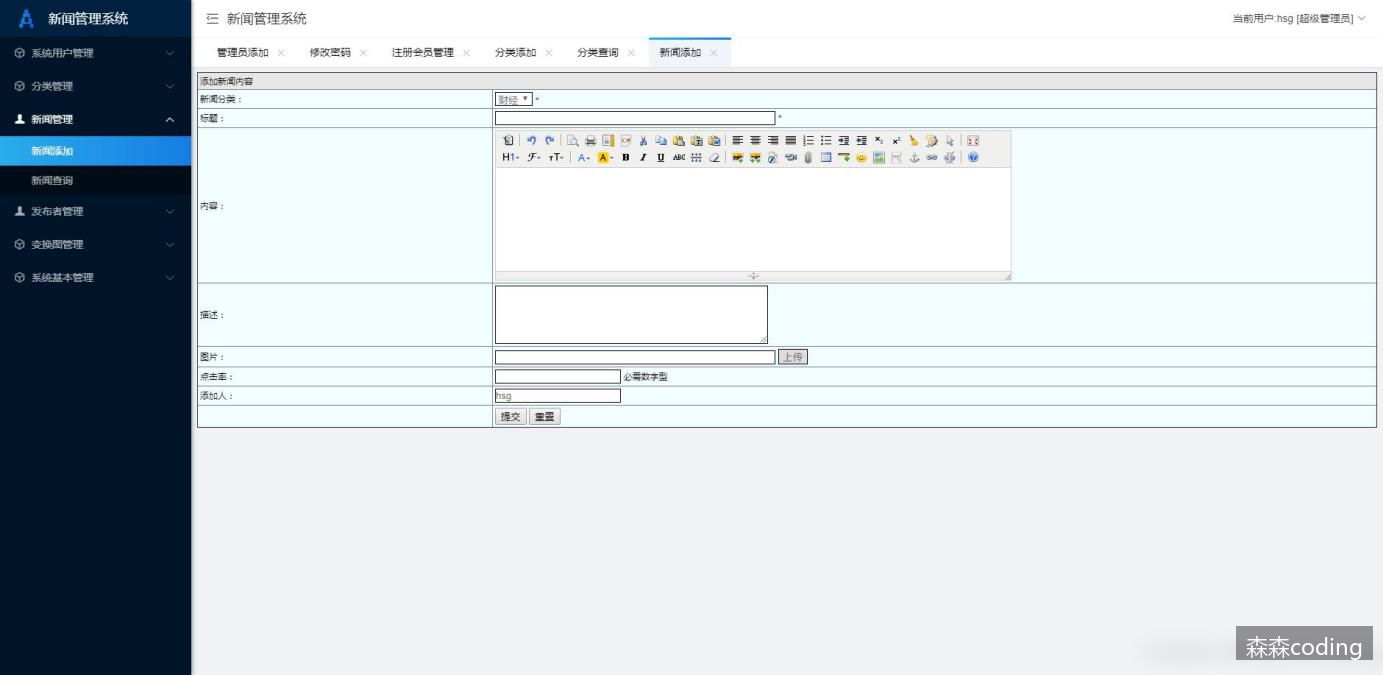 新闻管理系统
新闻管理系统
当前用户:hsg [超级管理员]
系统用户管理
分类管理
新闻管理
新闻添加
新闻查询
发布者管理
变换图管理
系统基本管理
管理员添加 × 修改密码 × 注册会员管理 × 分类添加 × 分类查询 × 新闻添加 ×
添加新闻内容
新闻分类：
财经 *
标题：
*
内容：
H1 F TT A A B I U ABC
描述：
图片：
上传
点击率：
必需数字型
添加人：
hsg
提交 重置
森森coding